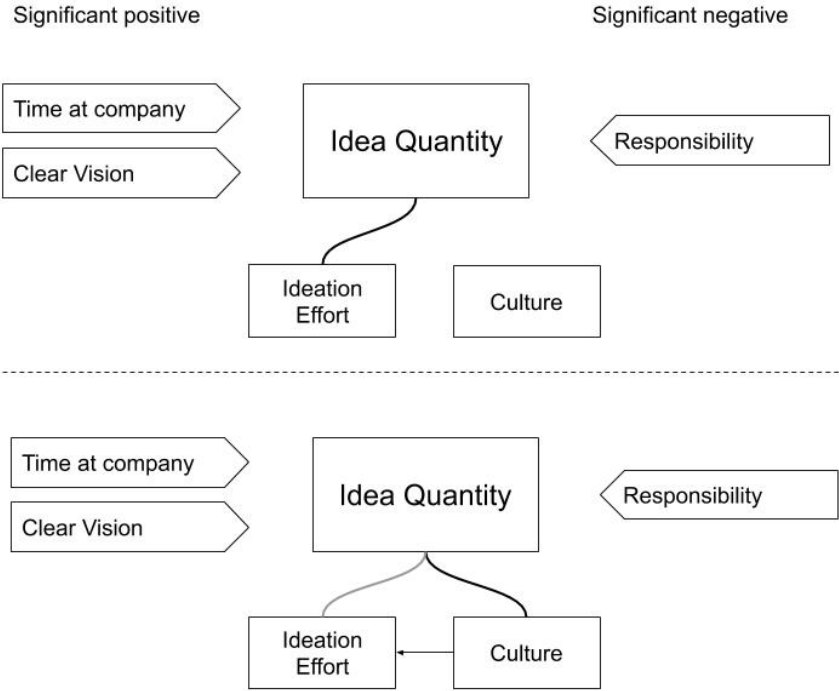 Significant positive
Significant negative
Time at company
Idea Quantity
Responsibility
Clear Vision
Ideation
Effort
Culture
Time at company
Idea Quantity
Responsibility
Clear Vision
Ideation
Effort
Culture